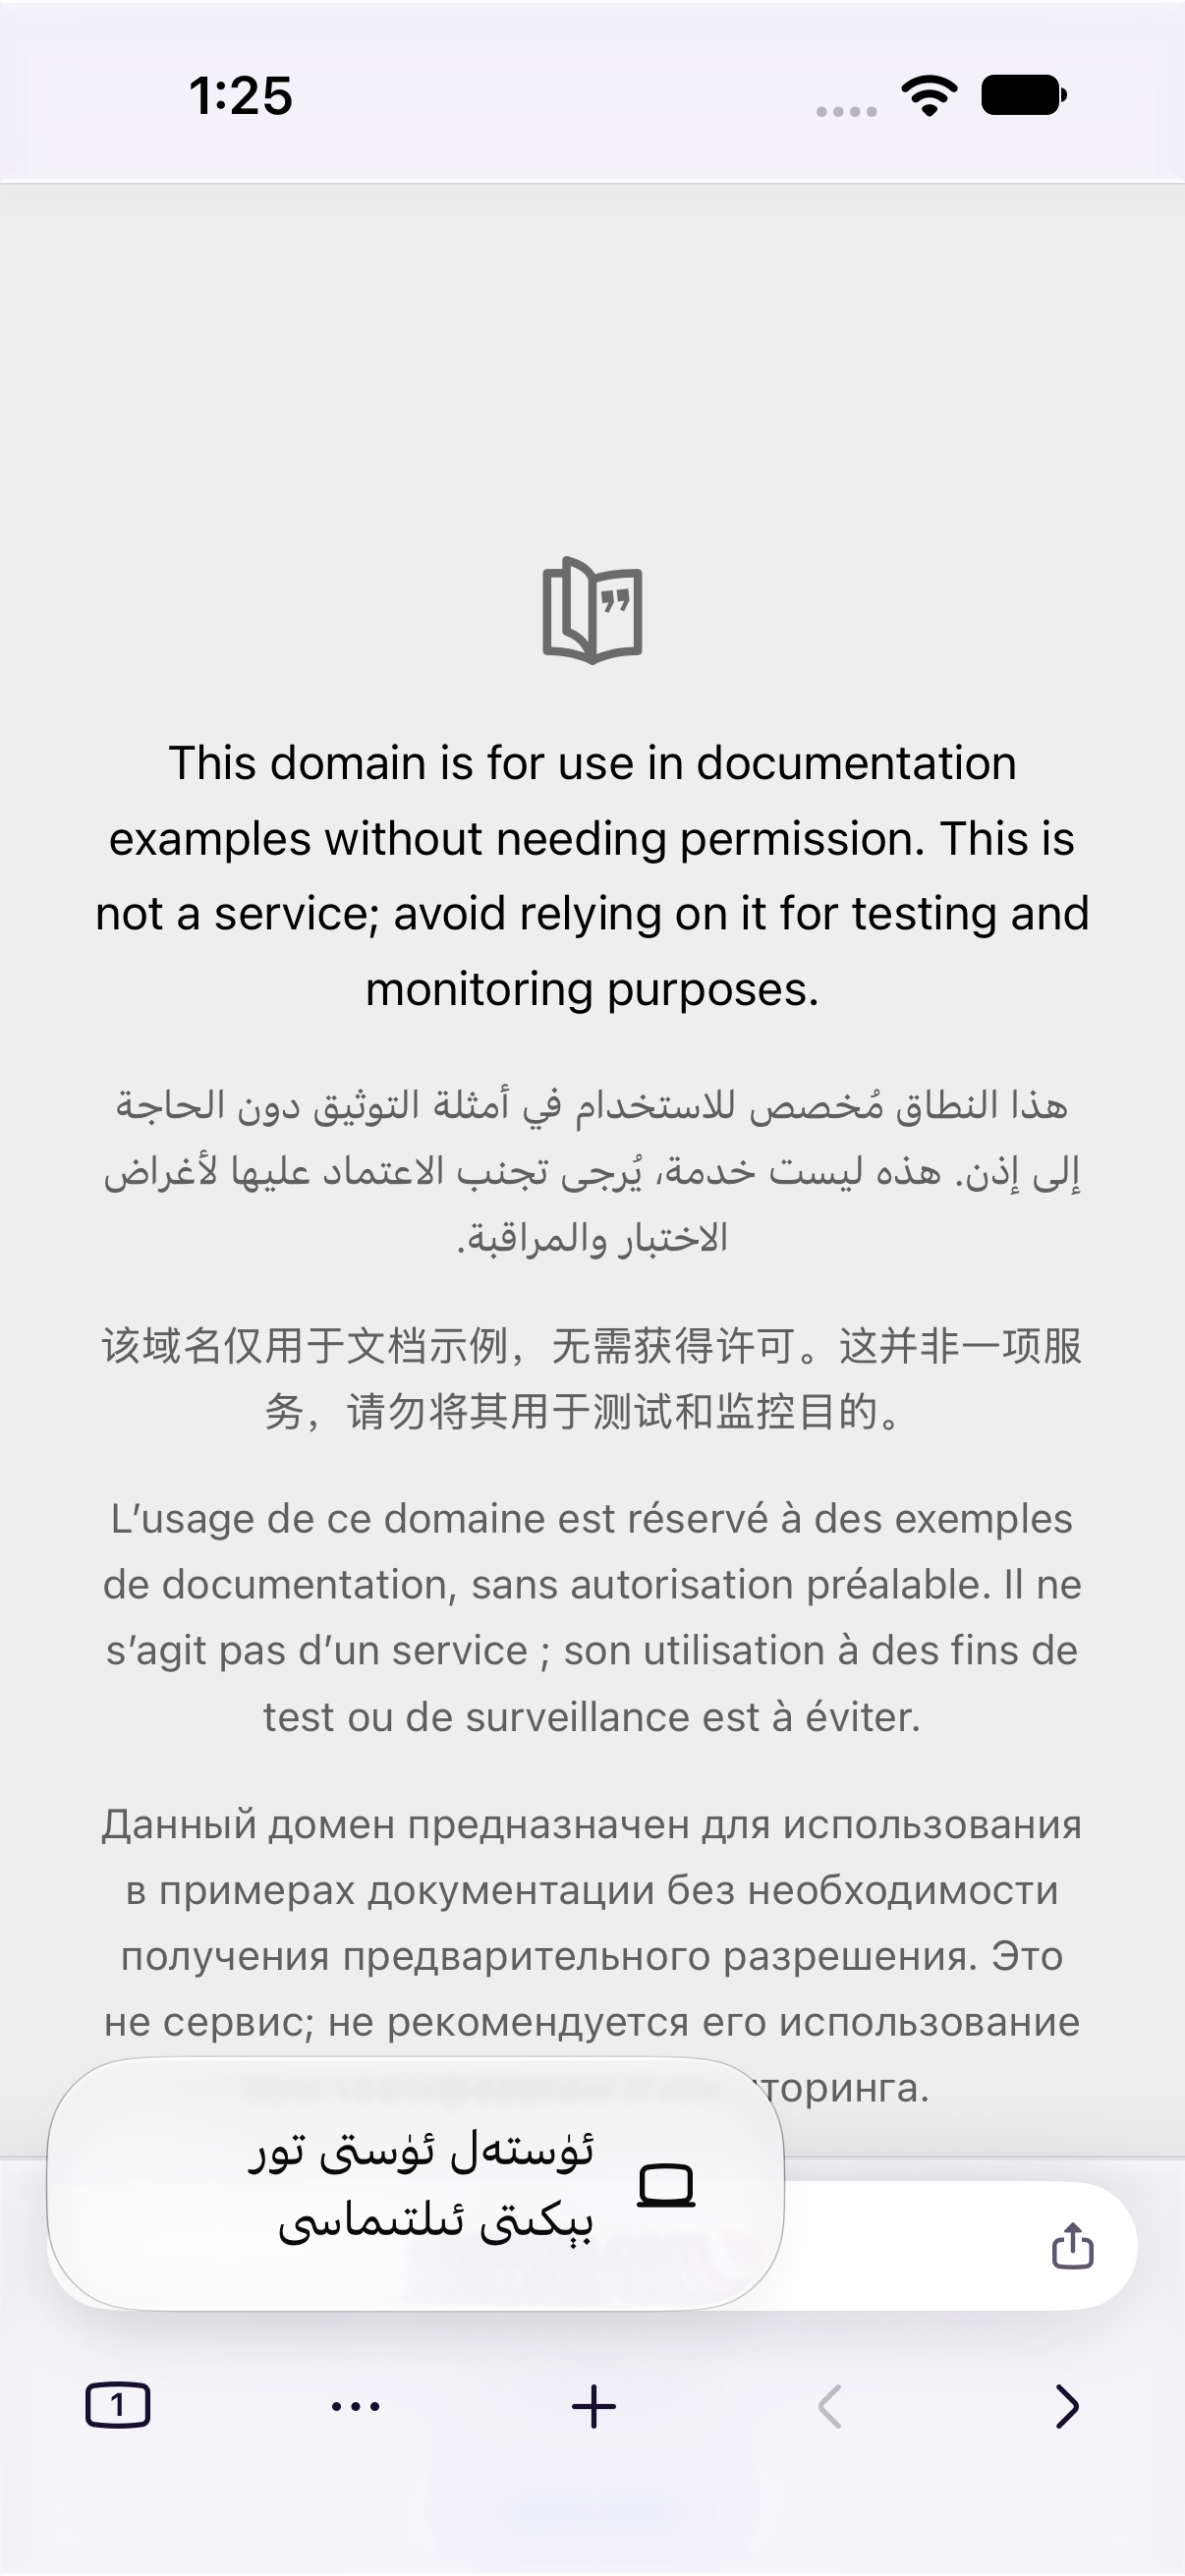 1:25
This domain is for use in documentation
examples without needing permission. This is
not a service; avoid relying on it for testing and
monitoring purposes.
هذا النطاق مُخصص للاستخدام في أمثلة التوثيق دون الحاجة
إلى إذن. هذه ليست خدمة، يُرجى تجنب الاعتماد عليها لأغراض
الاختبار والمراقبة.
该域名仅用于文档示例，无需获得许可。这并非一项服
务，请勿将其用于测试和监控目的。
L’usage de ce domaine est réservé à des exemples
de documentation, sans autorisation préalable. Il ne
s’agit pas d’un service ; son utilisation à des fins de
test ou de surveillance est à éviter.
Данный домен предназначен для использования
в примерах документации без необходимости
получения предварительного разрешения. Это
не сервис; не рекомендуется его использование
торинга.
ئۈستەل ئۈستى تور
بېكىتى ئىلتىماسى
1